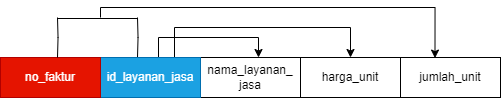 no_faktur
id_layanan_jasa
nama_layanan_
jasa
harga_unit
jumlah_unit